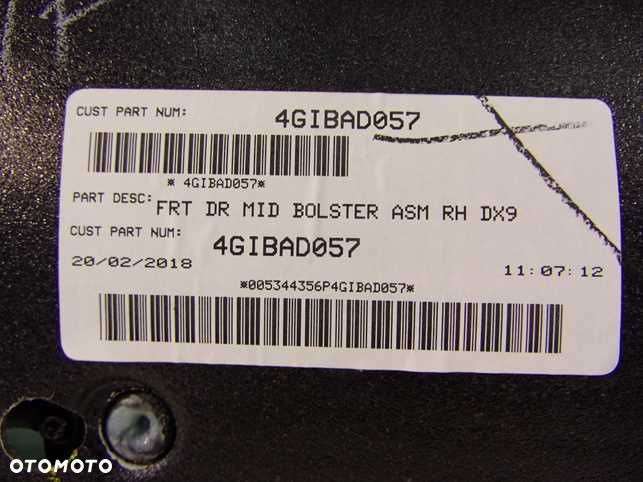 CUST PART NUM:
4GIBAD057
* 4GIBAD057*
PART DESC: FRT DR MID BOLSTER ASM RH DX9
CUST PART NUM: 4GIBAD057
20/02/2018 11:07:12
*005344356P4GIBAD057*
OTOMOTO